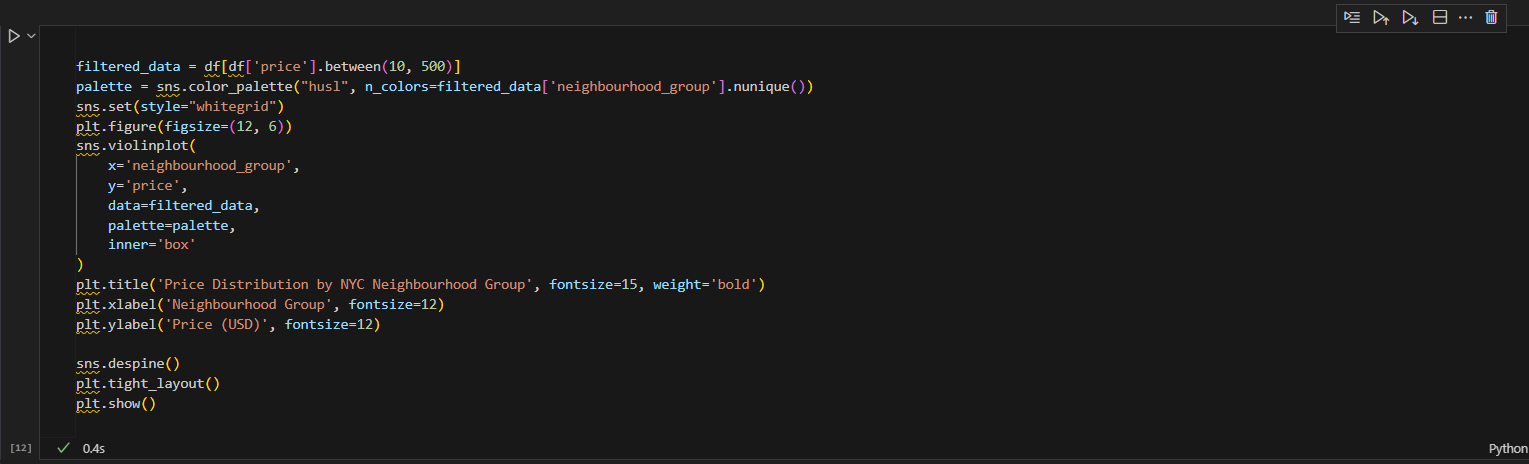 filtered_data = df[df['price'].between(10, 500)]
palette = sns.color_palette("husl", n_colors=filtered_data['neighbourhood_group'].nunique())
sns.set(style="whitegrid")
plt.figure(figsize=(12, 6))
sns.violinplot(
    x='neighbourhood_group',
    y='price',
    data=filtered_data,
    palette=palette,
    inner='box'
)
plt.title('Price Distribution by NYC Neighbourhood Group', fontsize=15, weight='bold')
plt.xlabel('Neighbourhood Group', fontsize=12)
plt.ylabel('Price (USD)', fontsize=12)

sns.despine()
plt.tight_layout()
plt.show()
[12] 0.4s Python